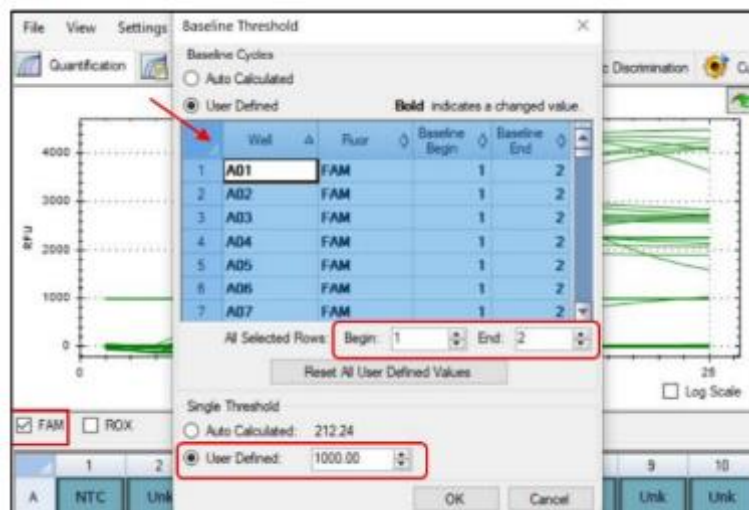 File View Settings
Baseline Threshold
Quantification
Discrimination
Baseline Cycles
Auto Calculated
User Defined
Bold indicates a changed value.
Well Fluor Baseline Begin Baseline End
1 A01 FAM 1 2
2 A02 FAM 1 2
3 A03 FAM 1 2
4 A04 FAM 1 2
5 A05 FAM 1 2
6 A06 FAM 1 2
7 A07 FAM 1 2
All Selected Rows: Begin: 1 End: 2
Reset All User Defined Values
Single Threshold
Auto Calculated: 212.24
User Defined: 1000.00
OK Cancel
RFU
4000
3000
2000
1000
0
0
Log Scale
FAM ROX
1 2 9 10
A NTC Unk Unk Unk